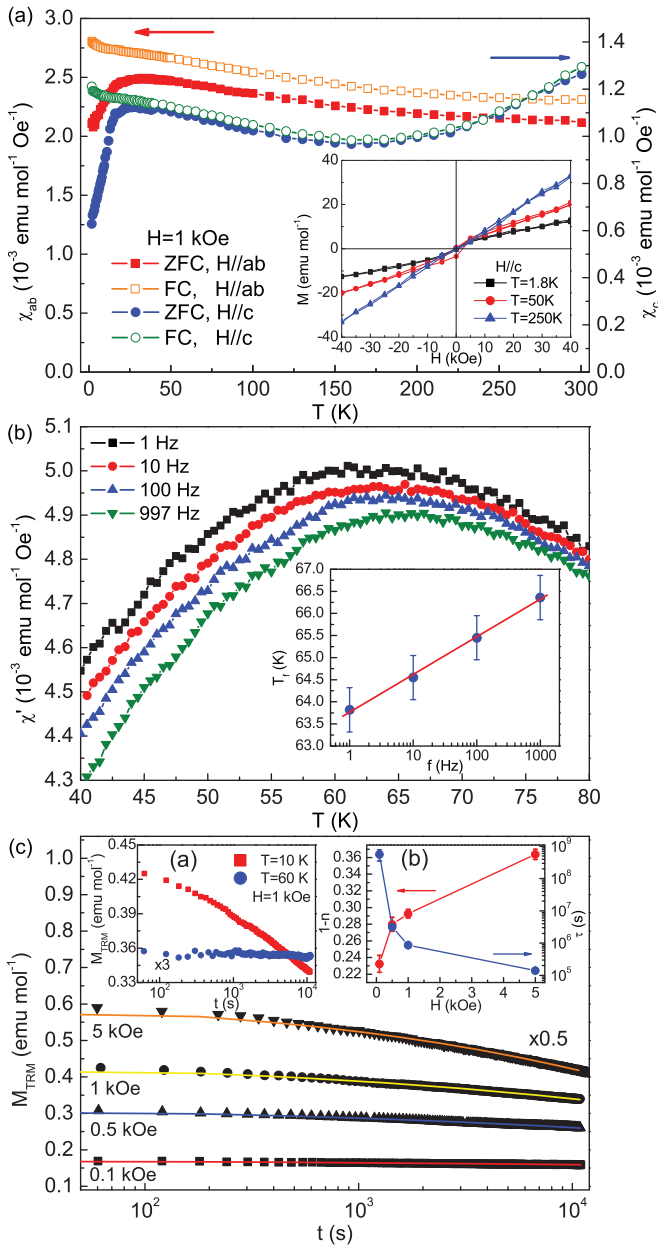 (a)
3.0
2.5
2.0
1.5
1.0
0.5
0.0
χab (10-3 emu mol-1 Oe-1)
1.4
1.2
1.0
0.8
0.6
0.4
0.2
0.0
χc (10-3 emu mol-1 Oe-1)
H=1 kOe
ZFC, H//ab
FC, H//ab
ZFC, H//c
FC, H//c
40
20
0
-20
-40
M (emu mol-1)
H//c
T=1.8K
T=50K
T=250K
-40 -30 -20 -10 0 10 20 30 40
H (kOe)
0 50 100 150 200 250 300
T (K)
(b)
1 Hz
10 Hz
100 Hz
997 Hz
5.1
5.0
4.9
4.8
4.7
4.6
4.5
4.4
4.3
χ' (10-3 emu mol-1 Oe-1)
67.0
66.5
66.0
65.5
65.0
64.5
64.0
63.5
63.0
Tf (K)
1 10 100 1000
f (Hz)
40 45 50 55 60 65 70 75 80
T (K)
(c)
1.0
0.9
0.8
0.7
0.6
0.5
0.4
0.3
0.2
0.1
MTRM (emu mol-1)
(a)
T=10 K
T=60 K
H=1 kOe
0.45
0.42
0.39
0.36
0.33
MTRM (emu mol-1)
x3
102 103 104
t (s)
(b)
0.36
0.34
0.32
0.30
0.28
0.26
0.24
0.22
1-n
109
108
107
106
105
τ (s)
0 1 2 3 4 5
H (kOe)
x0.5
5 kOe
1 kOe
0.5 kOe
0.1 kOe
102 103 104
t (s)